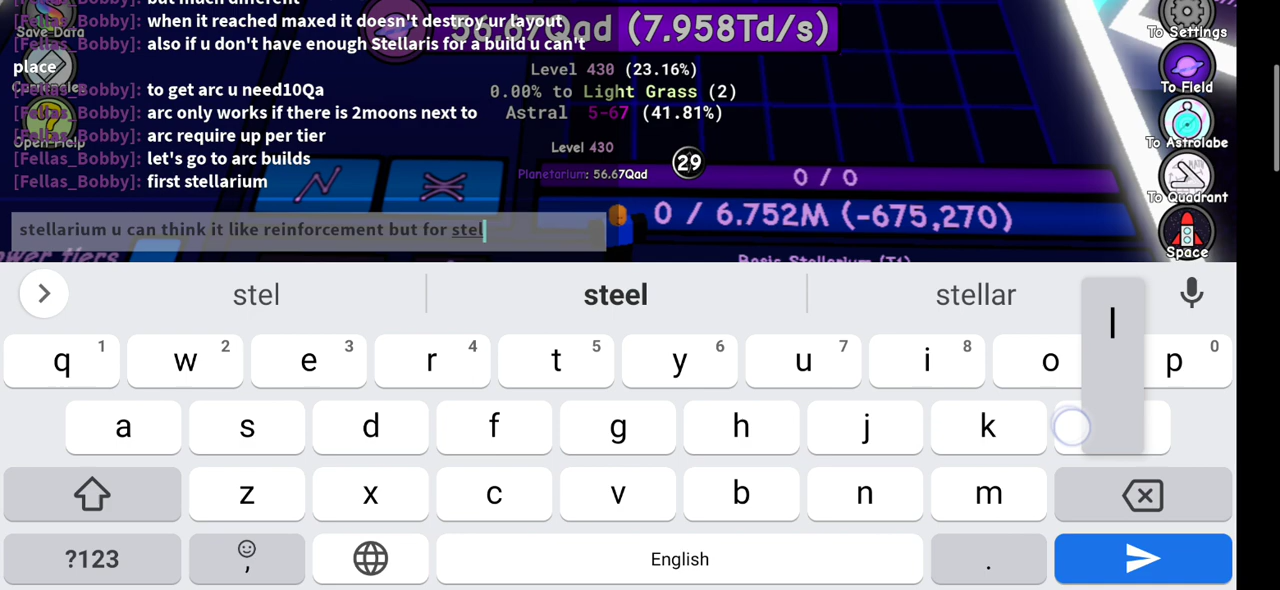 [Fellas_Bobby]: but much different
[Fellas_Bobby]: when it reached maxed it doesn't destroy ur layout
Save Data
56.67Qad (7.958Td/s)
To Settings
[Fellas_Bobby]: also if u don't have enough Stellaris for a build u can't
place
Level 430 (23.16%)
[Fellas_Bobby]: to get arc u need10Qa
0.00% to Light Grass (2)
To Field
[Fellas_Bobby]: arc only works if there is 2moons next to
Astral 5-67 (41.81%)
[Fellas_Bobby]: arc require up per tier
Open Help
To Astrolabe
[Fellas_Bobby]: let's go to arc builds
Level 430
29
[Fellas_Bobby]: first stellarium
Planetarium: 56.67Qad
0 / 0
To Quadrant
stellarium u can think it like reinforcement but for stel
0 / 6.752M (-675,270)
Space
ower tiers
Basic Stellarium (T1)
stel
steel
stellar
l
q 1 w 2 e 3 r 4 t 5 y 6 u 7 i 8 o p 0
a s d f g h j k
z x c v b n m
?123 , English .